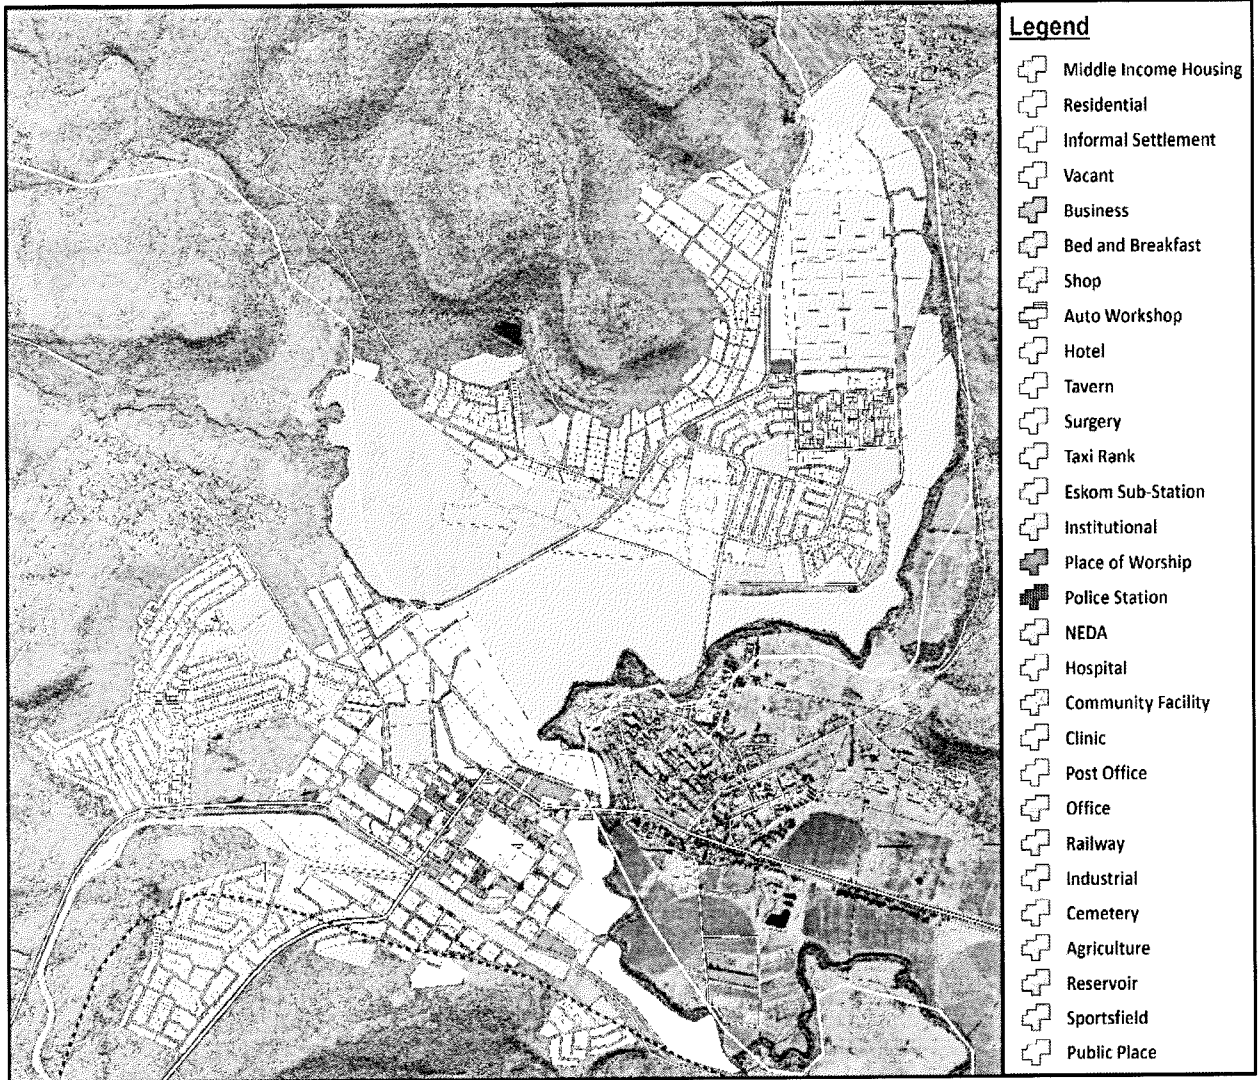 Legend
Middle Income Housing
Residential
Informal Settlement
Vacant
Business
Bed and Breakfast
Shop
Auto Workshop
Hotel
Tavern
Surgery
Taxi Rank
Eskom Sub-Station
Institutional
Place of Worship
Police Station
NEDA
Hospital
Community Facility
Clinic
Post Office
Office
Railway
Industrial
Cemetery
Agriculture
Reservoir
Sportsfield
Public Place